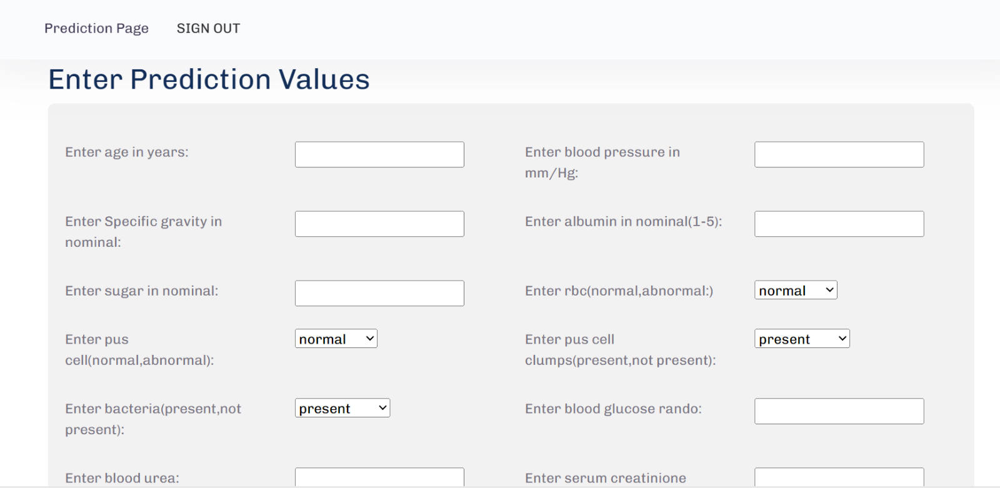 Prediction Page SIGN OUT
Enter Prediction Values
Enter age in years:
Enter blood pressure in
mm/Hg:
Enter Specific gravity in
nominal:
Enter albumin in nominal(1-5):
Enter sugar in nominal:
Enter rbc(normal,abnormal:)
normal
Enter pus
cell(normal,abnormal):
normal
Enter pus cell
clumps(present,not present):
present
Enter bacteria(present,not
present):
present
Enter blood glucose rando:
Enter blood urea:
Enter serum creatinione